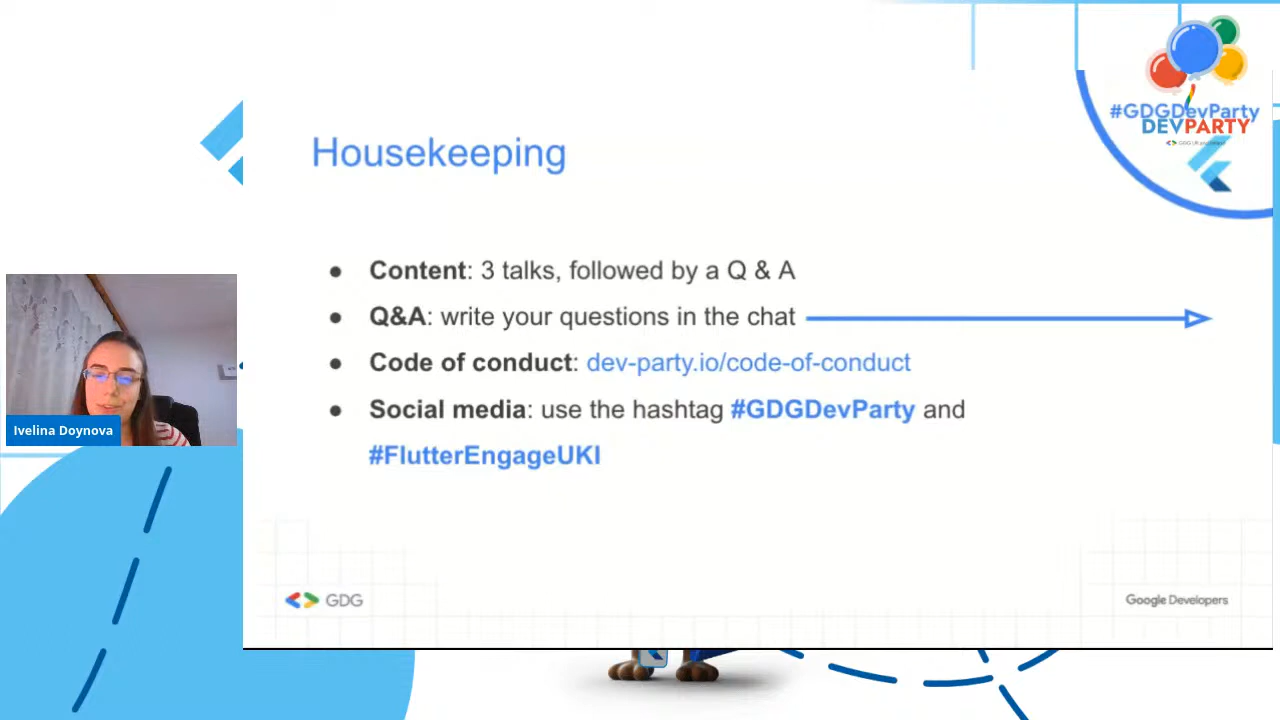 #GDGDevParty
DEVPARTY
Housekeeping
Content: 3 talks, followed by a Q & A
Q&A: write your questions in the chat
Code of conduct: dev-party.io/code-of-conduct
Social media: use the hashtag #GDGDevParty and
#FlutterEngageUKI
Ivelina Doynova
GDG
Google Developers